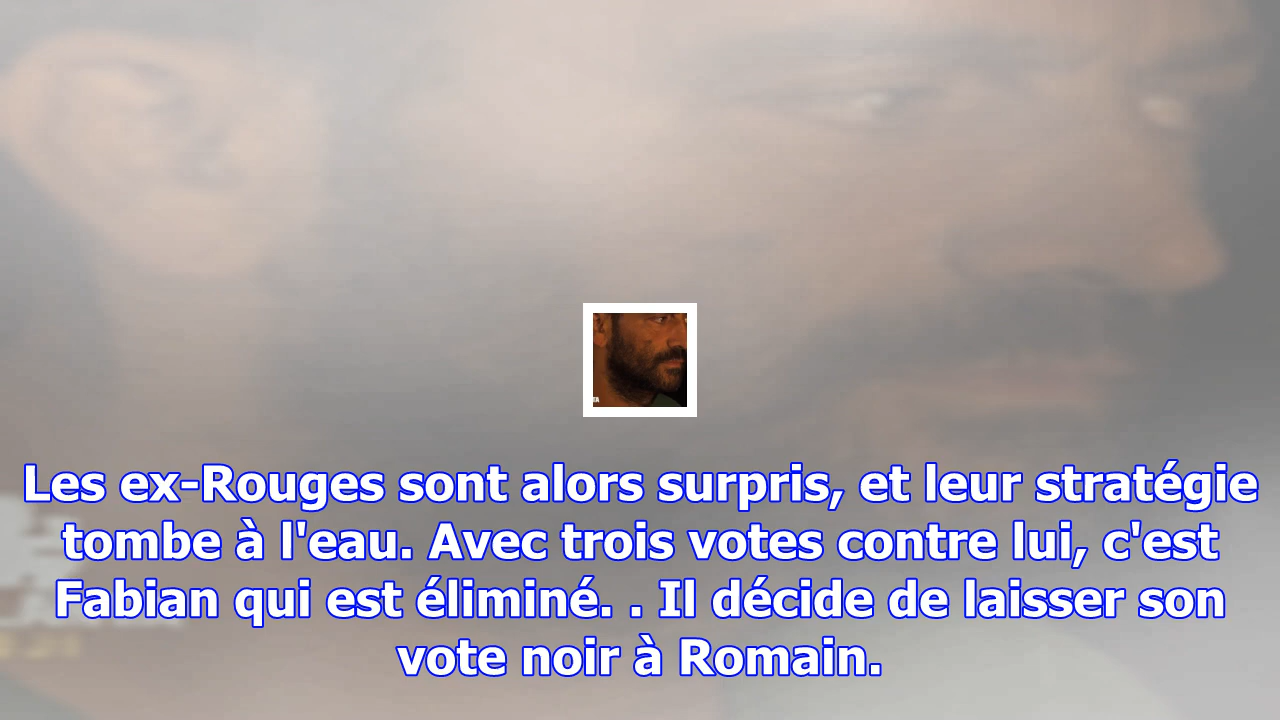 Les ex-Rouges sont alors surpris, et leur stratégie
tombe à l'eau. Avec trois votes contre lui, c'est
Fabian qui est éliminé. . Il décide de laisser son
vote noir à Romain.